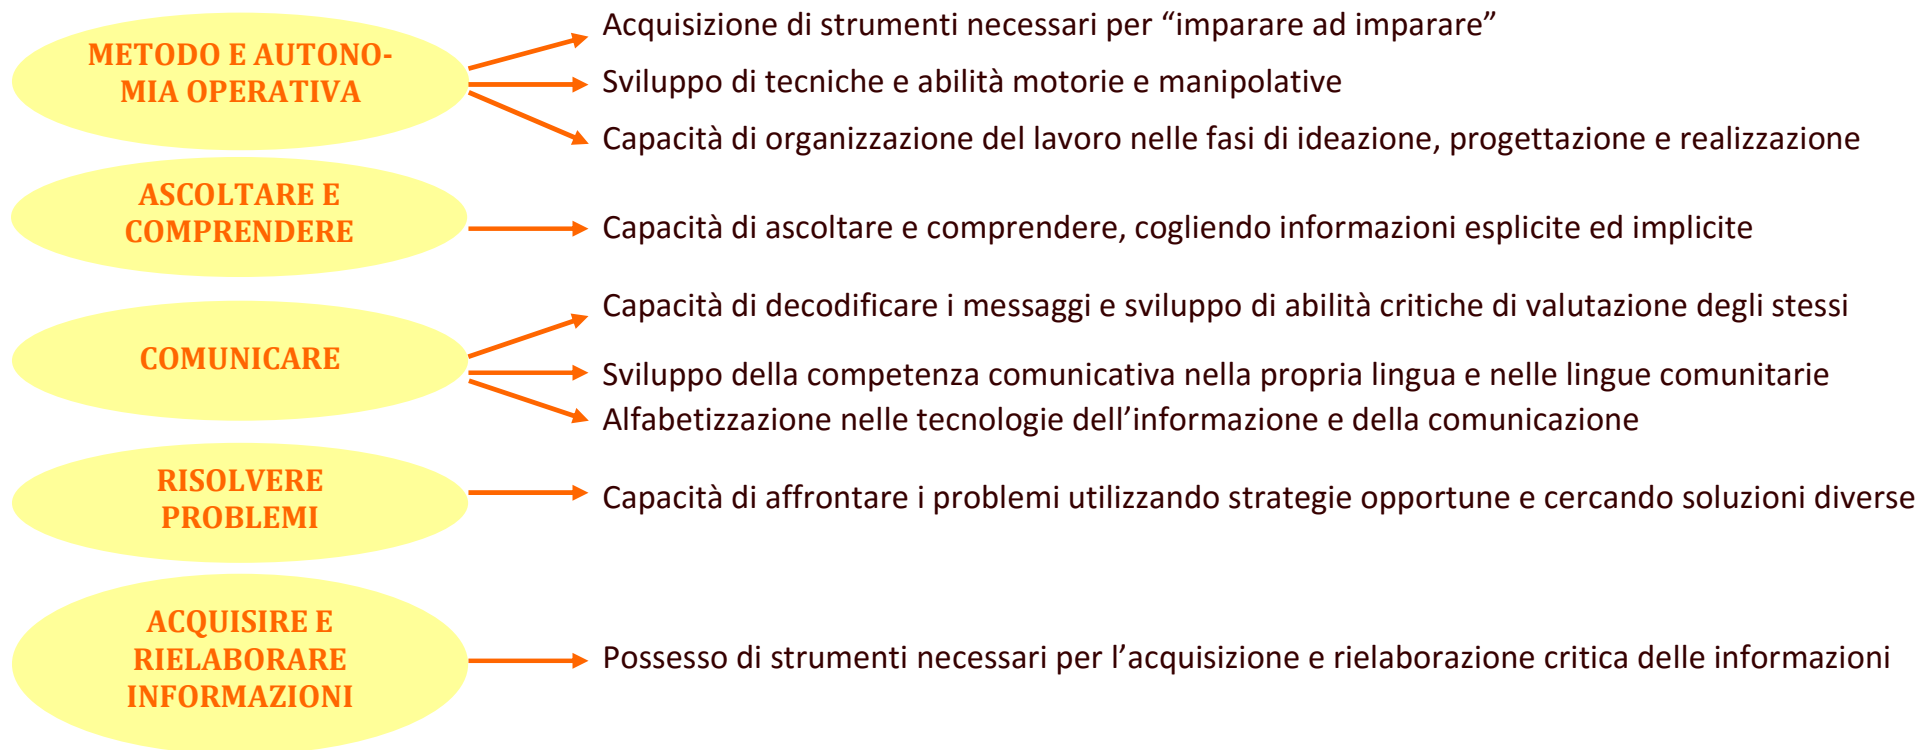 METODO E AUTONO-
MIA OPERATIVA
Acquisizione di strumenti necessari per “imparare ad imparare”
Sviluppo di tecniche e abilità motorie e manipolative
Capacità di organizzazione del lavoro nelle fasi di ideazione, progettazione e realizzazione
ASCOLTARE E
COMPRENDERE
Capacità di ascoltare e comprendere, cogliendo informazioni esplicite ed implicite
COMUNICARE
Capacità di decodificare i messaggi e sviluppo di abilità critiche di valutazione degli stessi
Sviluppo della competenza comunicativa nella propria lingua e nelle lingue comunitarie
Alfabetizzazione nelle tecnologie dell’informazione e della comunicazione
RISOLVERE
PROBLEMI
Capacità di affrontare i problemi utilizzando strategie opportune e cercando soluzioni diverse
ACQUISIRE E
RIELABORARE
INFORMAZIONI
Possesso di strumenti necessari per l’acquisizione e rielaborazione critica delle informazioni